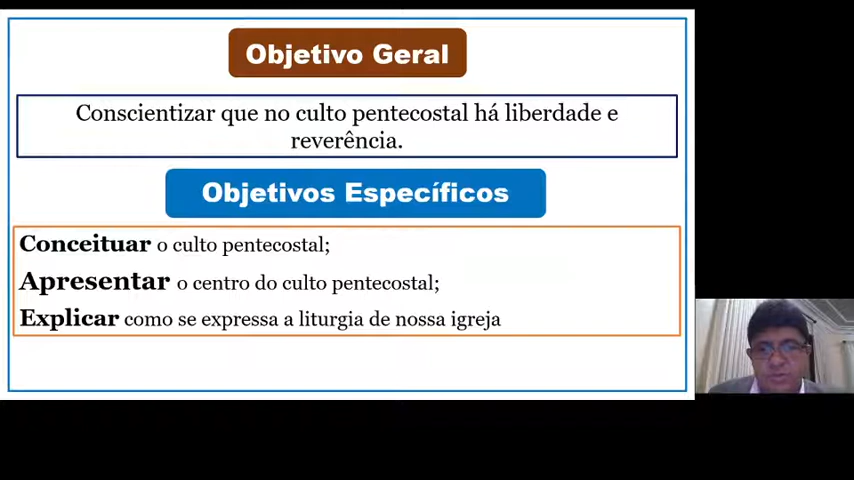 Objetivo Geral
Conscientizar que no culto pentecostal há liberdade e
reverência.
Objetivos Específicos
Conceituar o culto pentecostal;
Apresentar o centro do culto pentecostal;
Explicar como se expressa a liturgia de nossa igreja